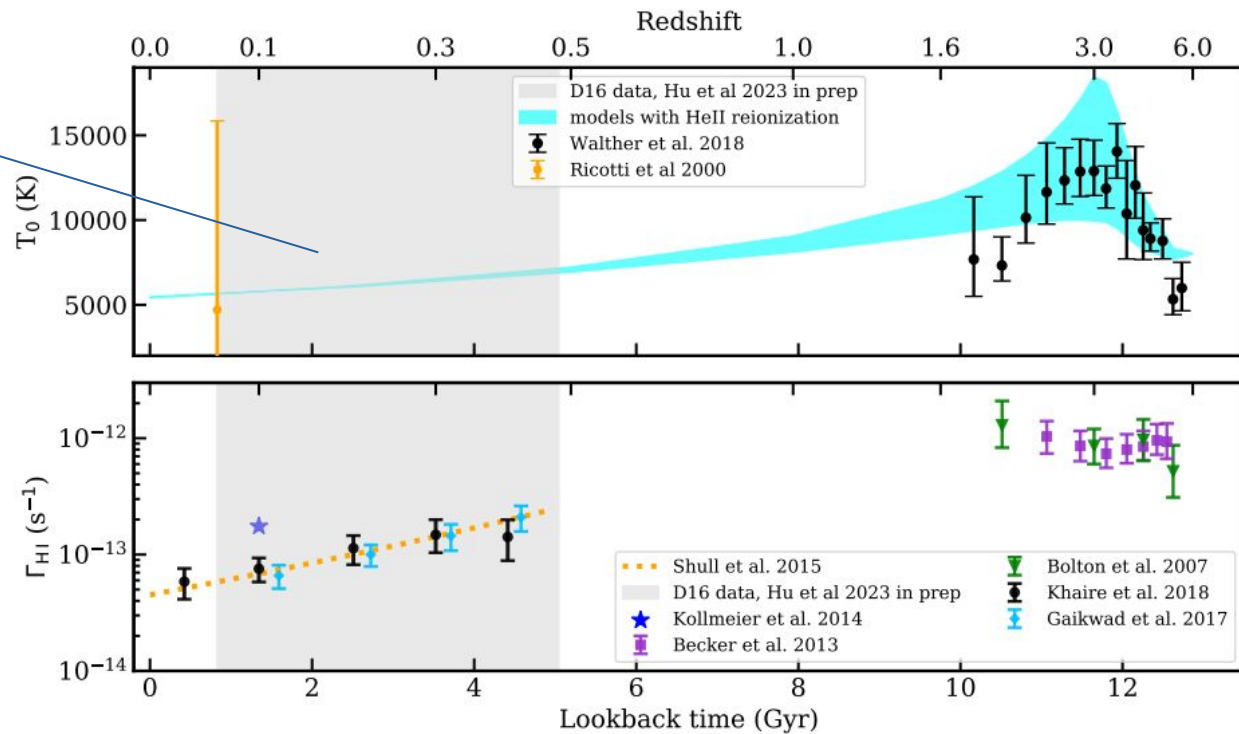 Redshift
0.0 0.1 0.3 0.5 1.0 1.6 3.0 6.0
D16 data, Hu et al 2023 in prep
models with HeII reionization
Walther et al. 2018
Ricotti et al 2000
15000
10000
5000
T₀ (K)
10⁻¹²
10⁻¹³
10⁻¹⁴
Γ_HI (s⁻¹)
Shull et al. 2015
D16 data, Hu et al 2023 in prep
Kollmeier et al. 2014
Becker et al. 2013
Bolton et al. 2007
Khaire et al. 2018
Gaikwad et al. 2017
0 2 4 6 8 10 12
Lookback time (Gyr)